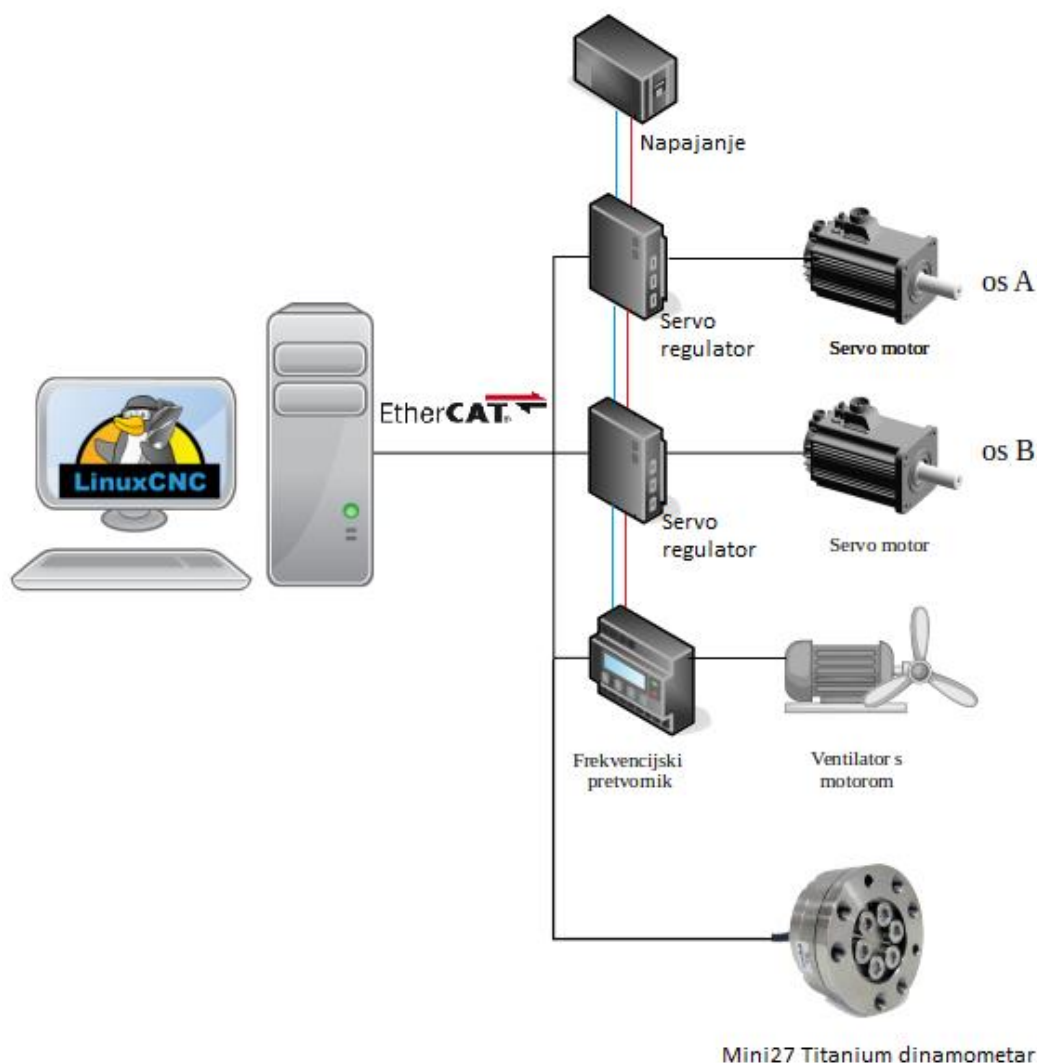 Napajanje
Servo
regulator
Servo motor
os A
EtherCAT
LinuxCNC
Servo
regulator
Servo motor
os B
Frekvencijski
pretvornik
Ventilator s
motorom
Mini27 Titanium dinamometar